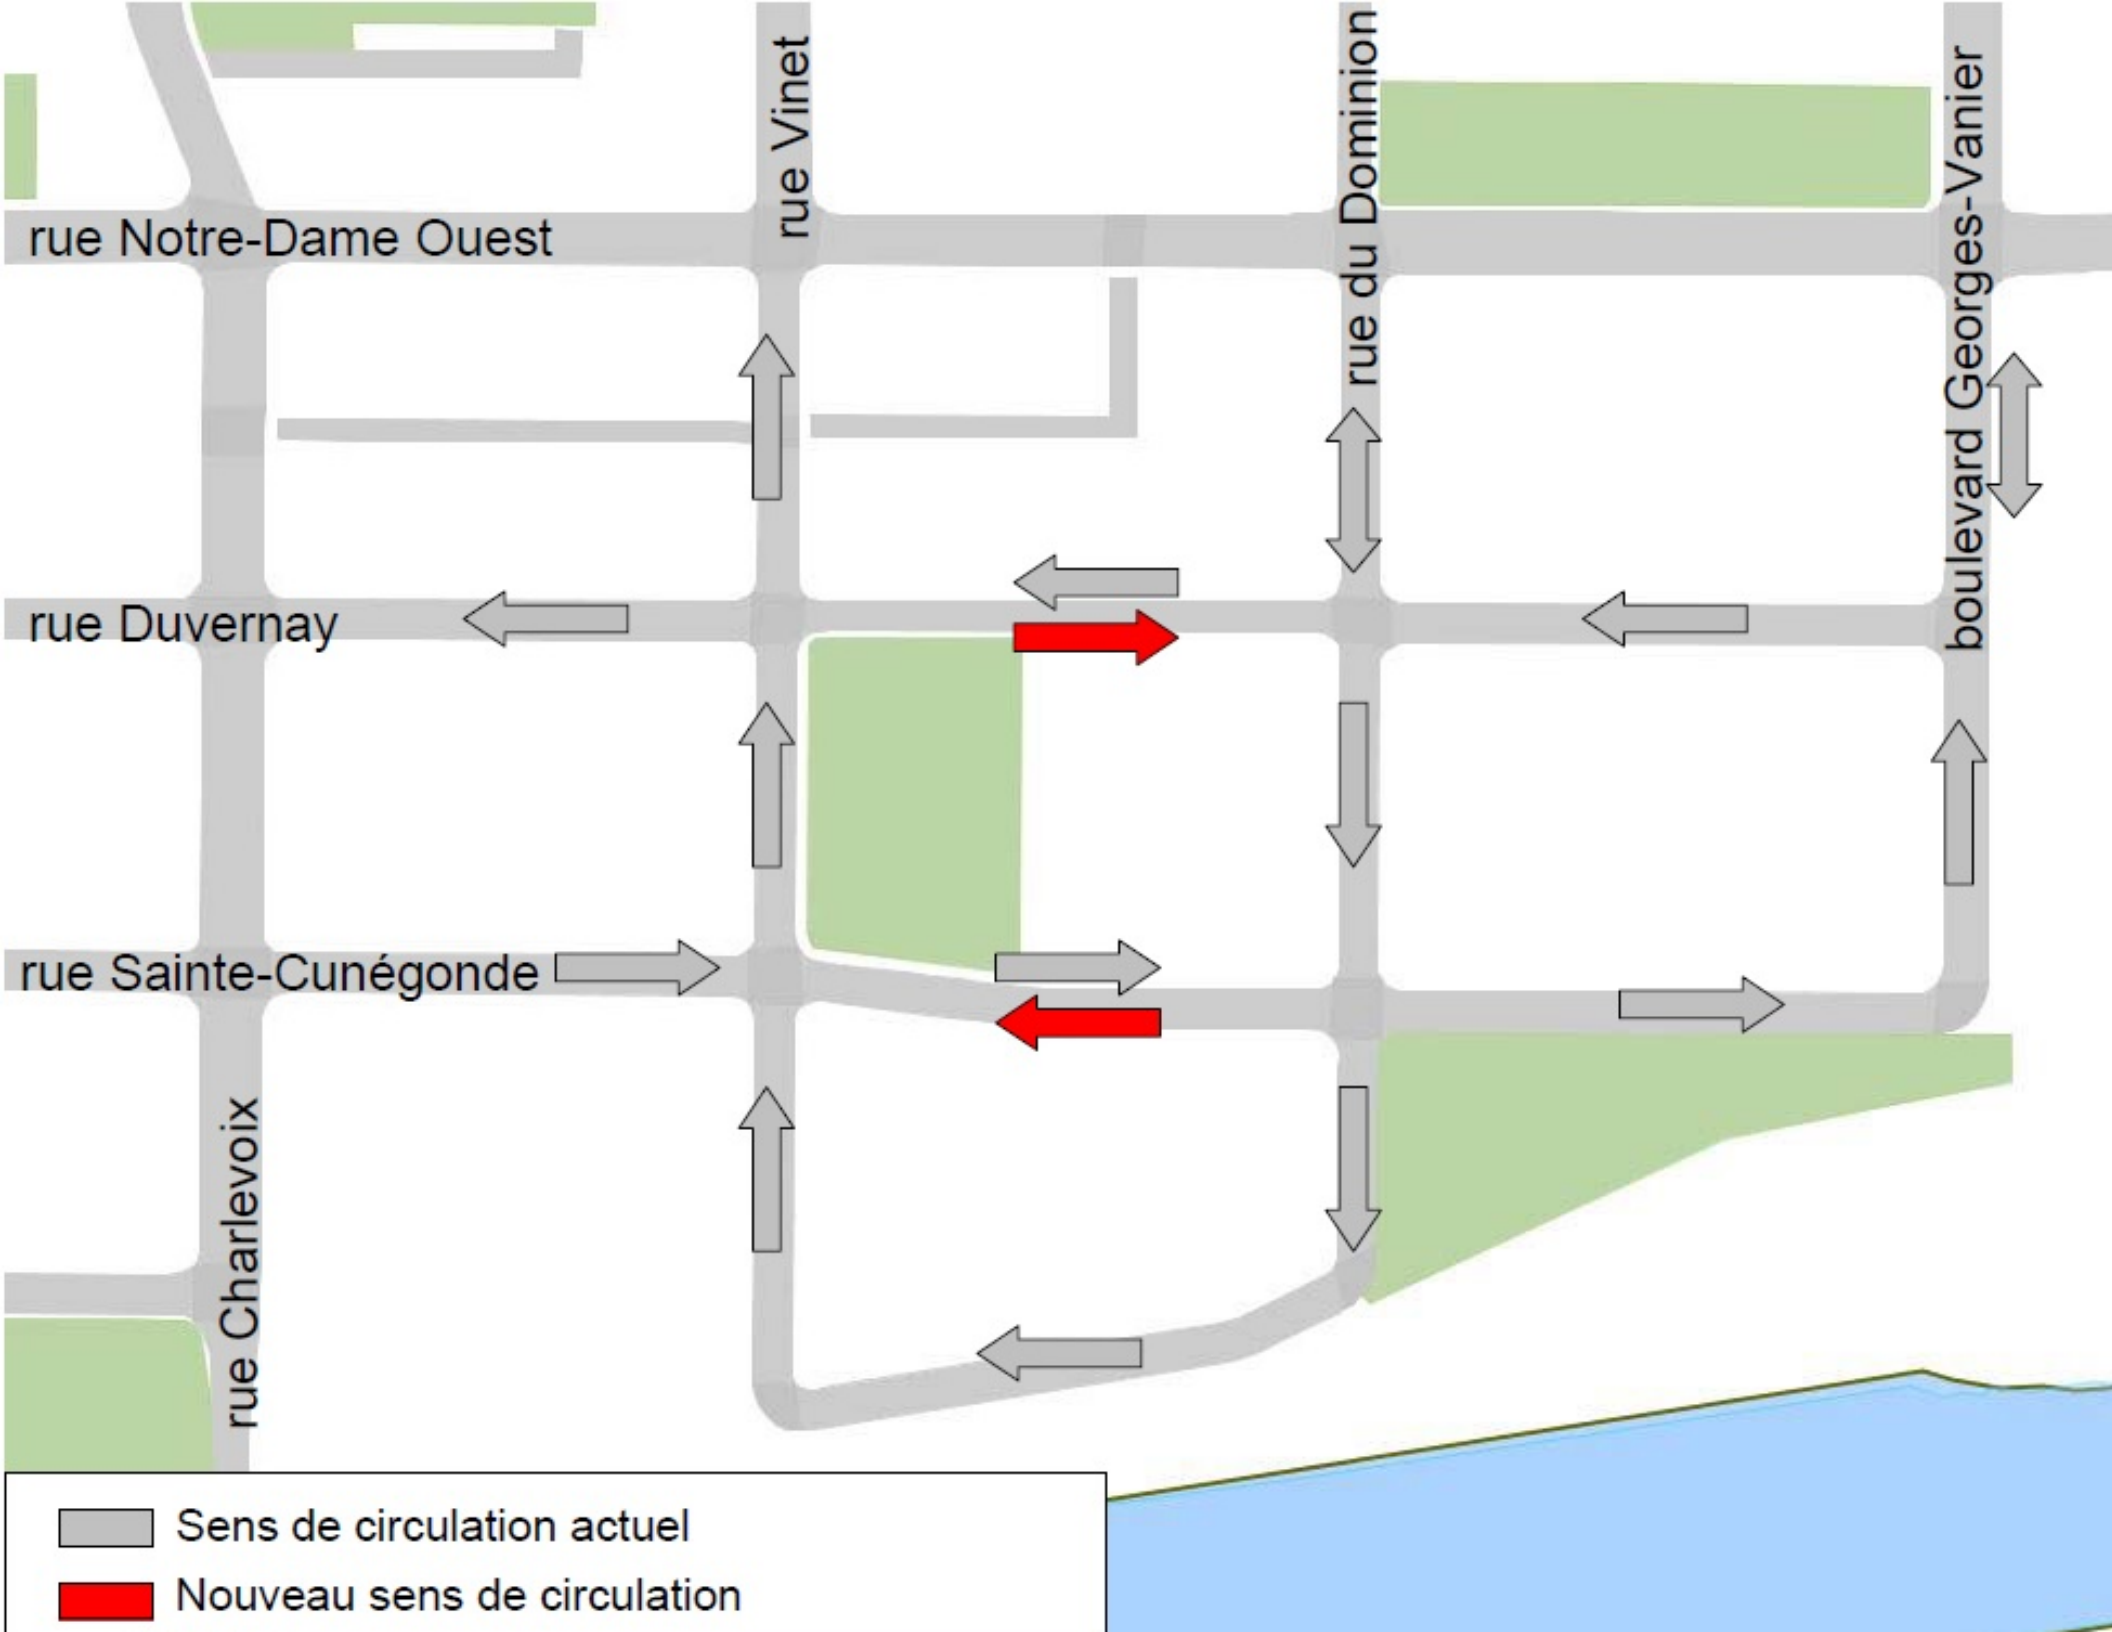 rue Vinet
rue du Dominion
boulevard Georges-Vanier
rue Notre-Dame Ouest
rue Duvernay
rue Sainte-Cunégonde
rue Charlevoix
Sens de circulation actuel
Nouveau sens de circulation